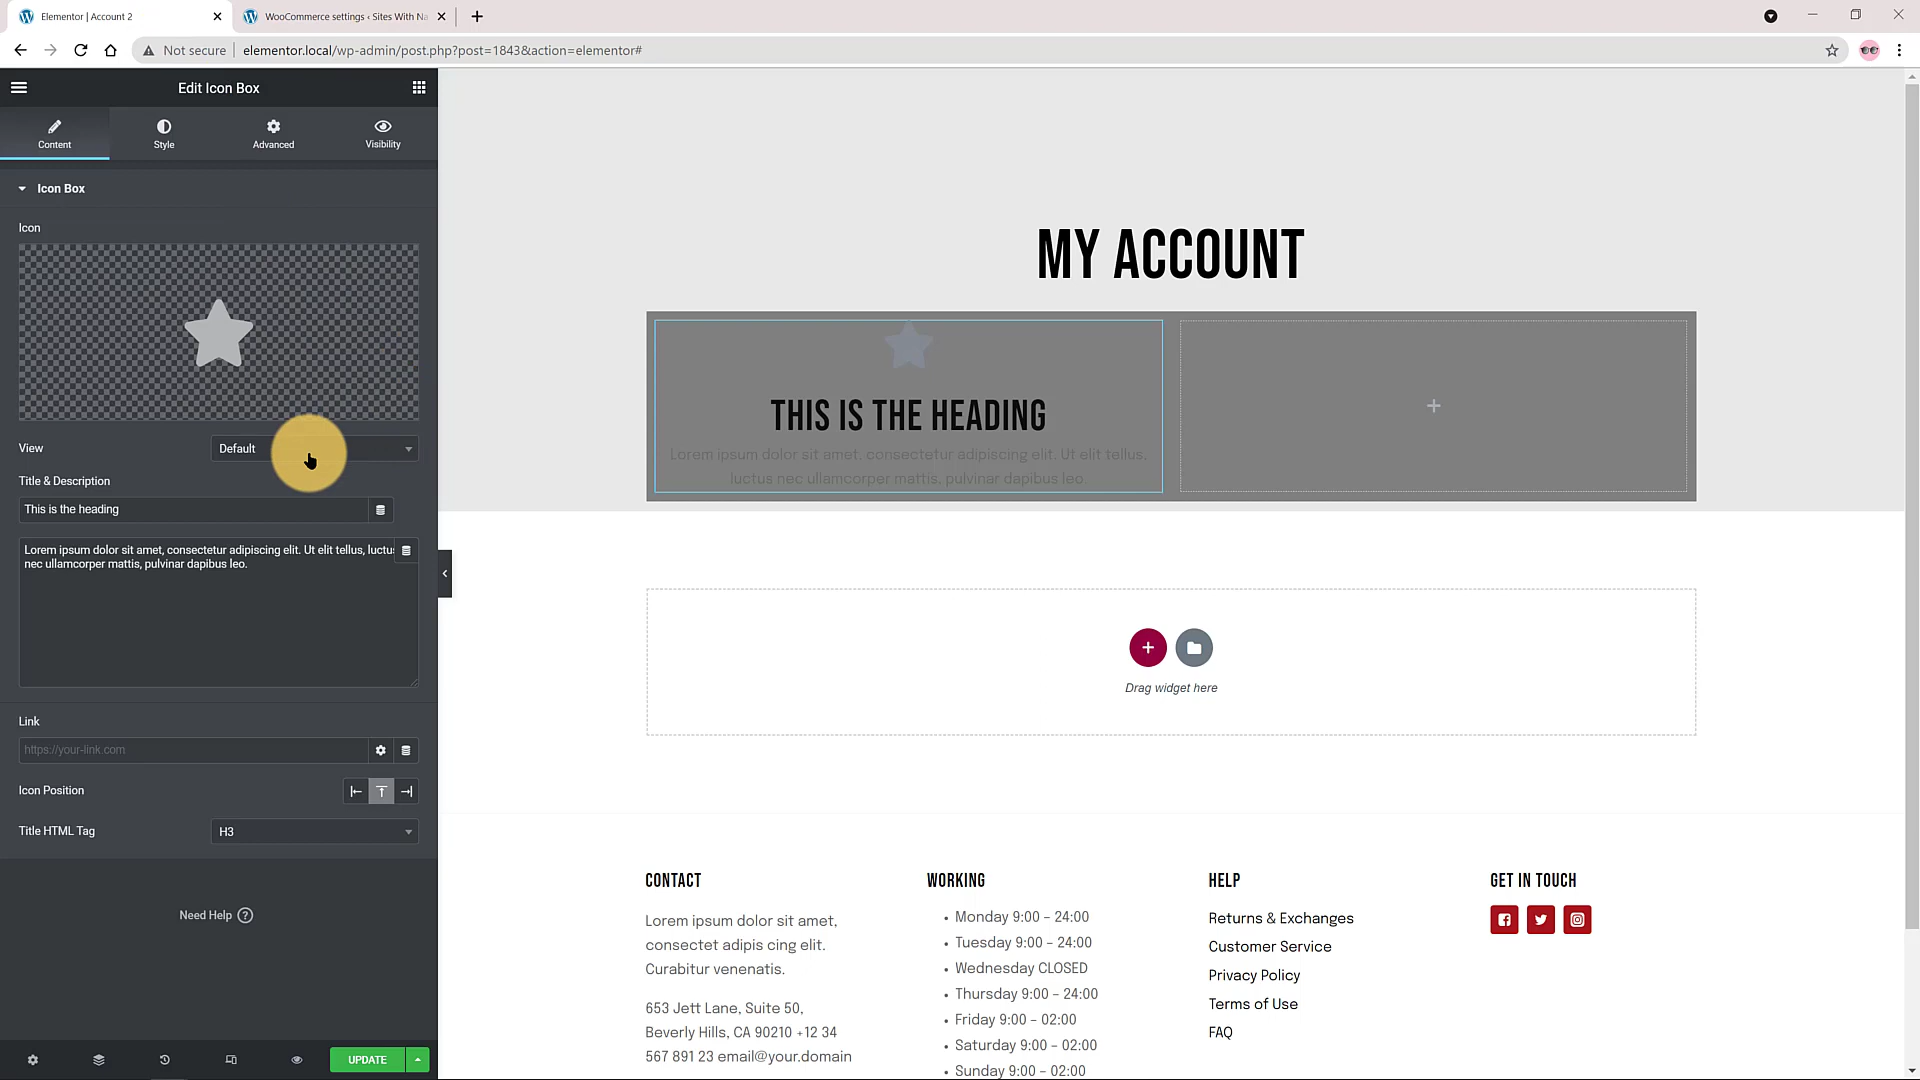 Elementor | Account 2
WooCommerce settings ‹ Sites With Na
Not secure
elementor.local/wp-admin/post.php?post=1843&action=elementor#
Edit Icon Box
Content
Style
Advanced
Visibility
Icon Box
Icon
View
Default
Title & Description
This is the heading
Lorem ipsum dolor sit amet, consectetur adipiscing elit. Ut elit tellus, luctus
nec ullamcorper mattis, pulvinar dapibus leo.
Link
https://your-link.com
Icon Position
Title HTML Tag
H3
Need Help ?
UPDATE
MY ACCOUNT
THIS IS THE HEADING
Lorem ipsum dolor sit amet, consectetur adipiscing elit. Ut elit tellus,
luctus nec ullamcorper mattis, pulvinar dapibus leo.
Drag widget here
CONTACT
Lorem ipsum dolor sit amet,
consectet adipis cing elit.
Curabitur venenatis.
653 Jett Lane, Suite 50,
Beverly Hills, CA 90210 +12 34
567 891 23 email@your.domain
WORKING
• Monday 9:00 – 24:00
• Tuesday 9:00 – 24:00
• Wednesday CLOSED
• Thursday 9:00 – 24:00
• Friday 9:00 – 02:00
• Saturday 9:00 – 02:00
• Sunday 9:00 – 02:00
HELP
Returns & Exchanges
Customer Service
Privacy Policy
Terms of Use
FAQ
GET IN TOUCH